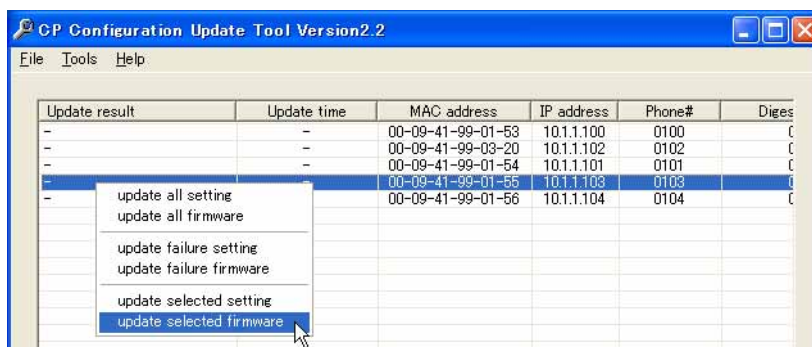 CP Configuration Update Tool Version2.2
File Tools Help
Update result Update time MAC address IP address Phone# Diges
- - 00-09-41-99-01-53 10.1.1.100 0100
- - 00-09-41-99-03-20 10.1.1.102 0102
- - 00-09-41-99-01-54 10.1.1.101 0101
- - 00-09-41-99-01-55 10.1.1.103 0103
- 00-09-41-99-01-56 10.1.1.104 0104
update all setting
update all firmware
update failure setting
update failure firmware
update selected setting
update selected firmware